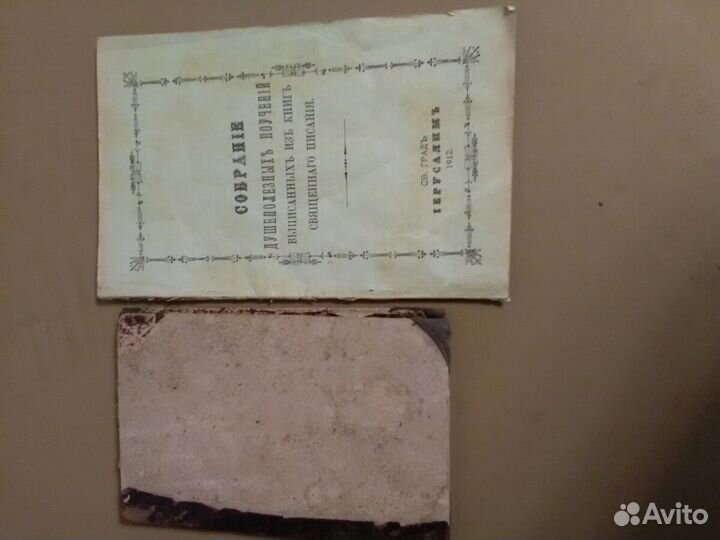 СОБРАНІЕ
ДУШЕПОЛЕЗНЫХЪ ПОУЧЕНІЙ
ВЫПИСАННЫХЪ ИЗЪ КНИГЪ
СВЯЩЕННАГО ПИСАНІЯ.
СВ. ГРАДЪ
ІЕРУСАЛИМЪ
1912.
Avito